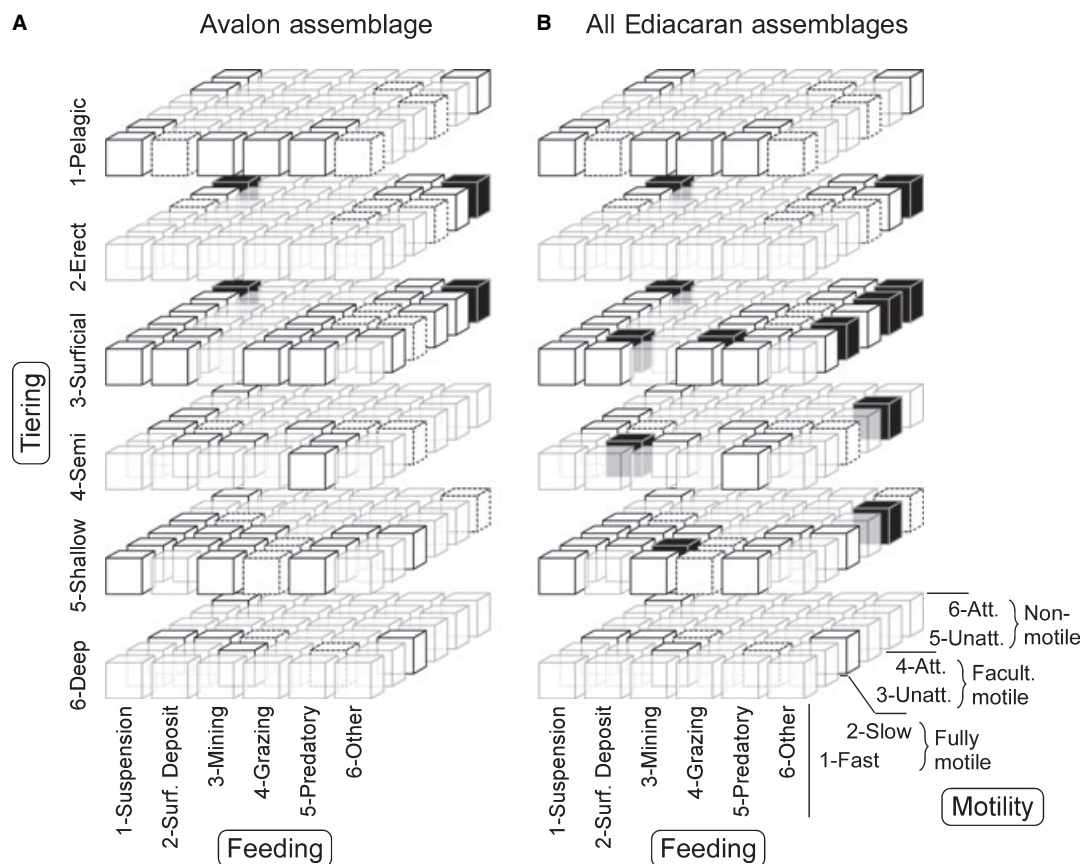 A
Avalon assemblage
B
All Ediacaran assemblages
Tiering
1-Pelagic
2-Erect
3-Surficial
4-Semi
5-Shallow
6-Deep
1-Suspension
2-Surf. Deposit
3-Mining
4-Grazing
5-Predatory
6-Other
Feeding
1-Suspension
2-Surf. Deposit
3-Mining
4-Grazing
5-Predatory
6-Other
Feeding
6-Att.
5-Unatt.
Non-
motile
4-Att.
3-Unatt.
Facult.
motile
2-Slow
1-Fast
Fully
motile
Motility